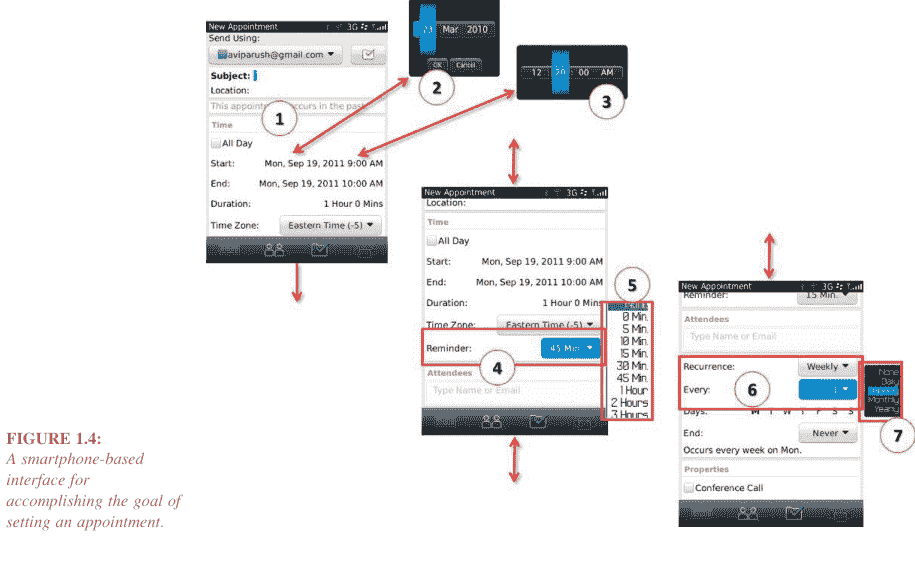 New Appointment 3G
Send Using:
aviparush@gmail.com
Subject:
Location:
This appointment occurs in the past
Time
All Day
Start: Mon, Sep 19, 2011 9:00 AM
End: Mon, Sep 19, 2011 10:00 AM
Duration: 1 Hour 0 Mins
Time Zone: Eastern Time (-5)
1
Mar 2010
OK Cancel
2
12 20 00 AM
3
New Appointment 3G
Location:
Time
All Day
Start: Mon, Sep 19, 2011 9:00 AM
End: Mon, Sep 19, 2011 10:00 AM
Duration: 1 Hour 0 Mins
Time Zone: Eastern Time (-5)
Reminder: 45 Min.
4
Attendees
Type Name or Email
5
0 Min.
5 Min.
10 Min.
15 Min.
30 Min.
45 Min.
1 Hour
2 Hours
3 Hours
New Appointment 3G
Reminder: 15 Min.
Attendees
Type Name or Email
Recurrence: Weekly
Every: 1
6
Days: M T W T F S S
End: Never
Occurs every week on Mon.
Properties
Conference Call
None
Daily
Monthly
Yearly
7
FIGURE 1.4:
A smartphone-based
interface for
accomplishing the goal of
setting an appointment.